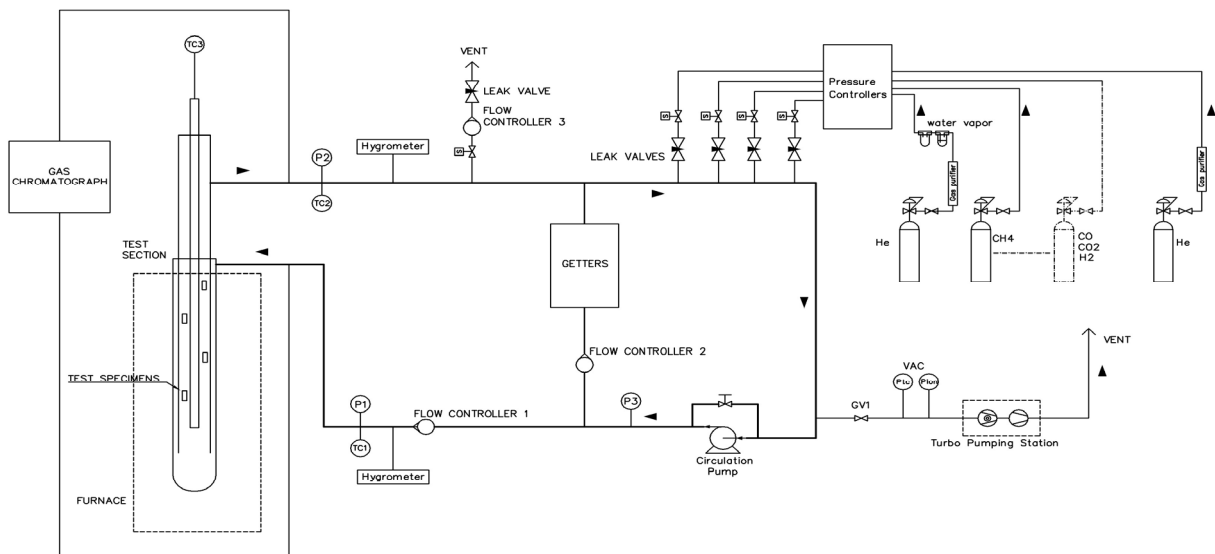 TC3
VENT
LEAK VALVE
FLOW
CONTROLLER 3
S
Pressure
Controllers
S
S
S
S
water vapor
LEAK VALVES
Gas purifier
Gas purifier
GAS
CHROMATOGRAPH
P2
TC2
Hygrometer
He
CH4
CO
CO2
H2
He
TEST
SECTION
GETTERS
TEST SPECIMENS
FLOW CONTROLLER 2
VENT
VAC
P1
TC1
FLOW CONTROLLER 1
P3
GV1
Turbo Pumping Station
Circulation
Pump
Hygrometer
FURNACE